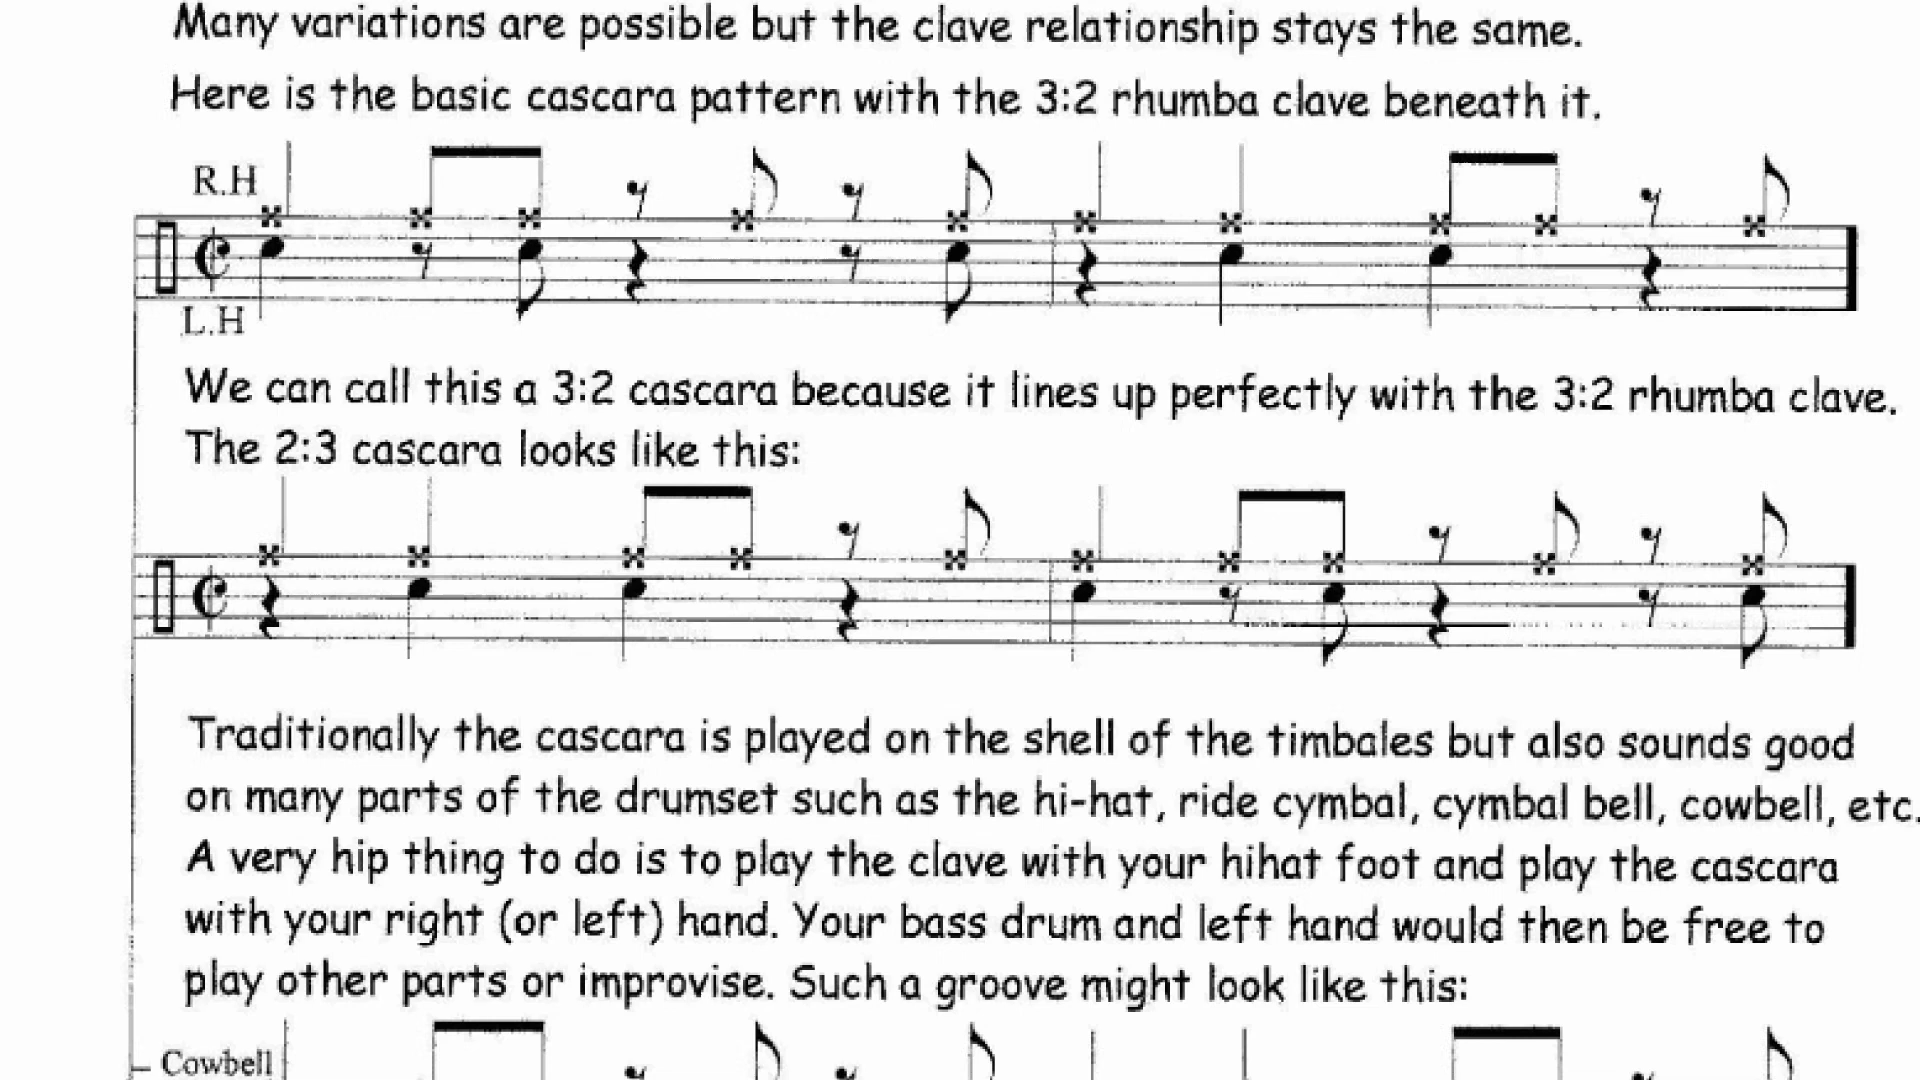 Many variations are possible but the clave relationship stays the same.
Here is the basic cascara pattern with the 3:2 rhumba clave beneath it.
R.H
L.H
We can call this a 3:2 cascara because it lines up perfectly with the 3:2 rhumba clave.
The 2:3 cascara looks like this:
Traditionally the cascara is played on the shell of the timbales but also sounds good
on many parts of the drumset such as the hi-hat, ride cymbal, cymbal bell, cowbell, etc.
A very hip thing to do is to play the clave with your hihat foot and play the cascara
with your right (or left) hand. Your bass drum and left hand would then be free to
play other parts or improvise. Such a groove might look like this:
Cowbell